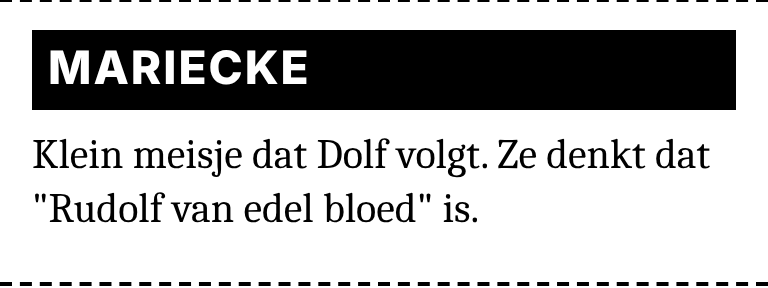 MARIECKE
Klein meisje dat Dolf volgt. Ze denkt dat
"Rudolf van edel bloed" is.